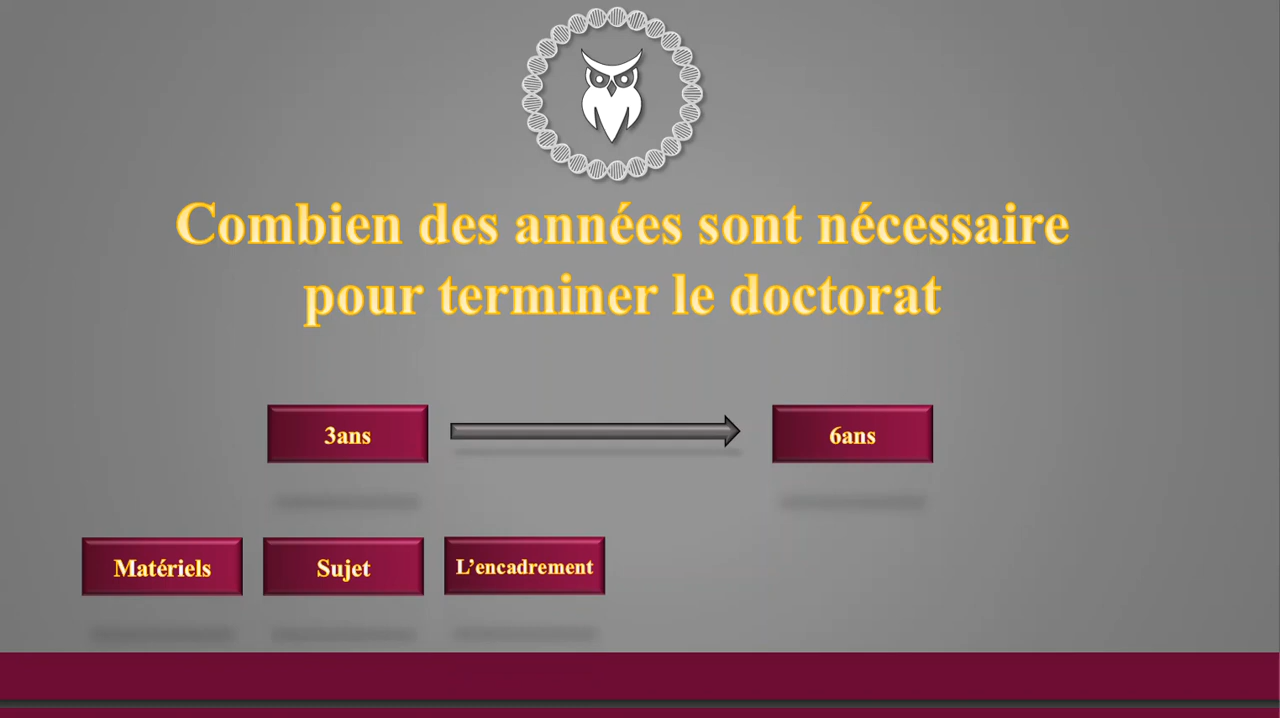 Combien des années sont nécessaire
pour terminer le doctorat
3ans
6ans
Matériels
Sujet
L’encadrement